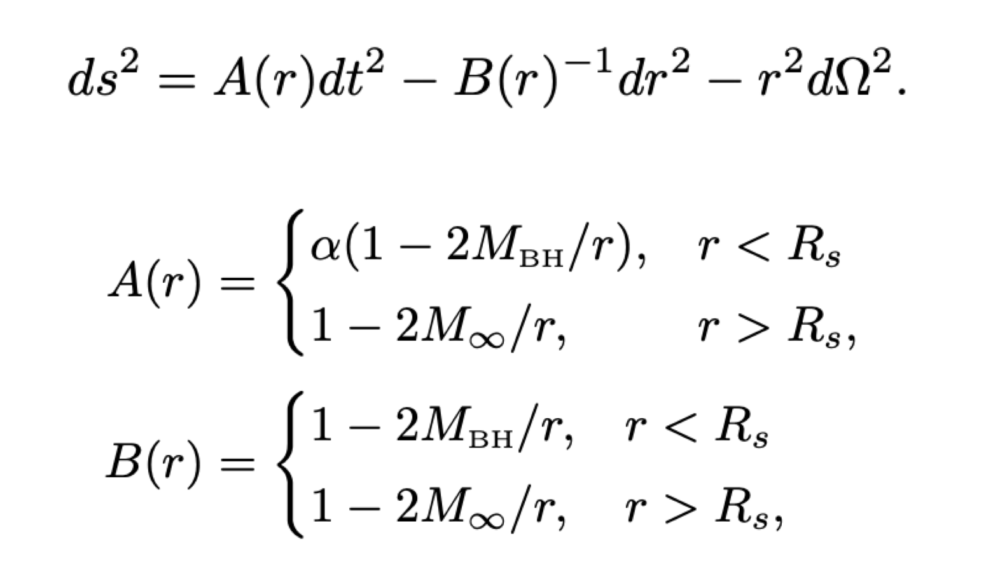 ds² = A(r)dt² − B(r)⁻¹dr² − r²dΩ².
A(r) = { α(1 − 2M_BH/r), r < R_s
1 − 2M_∞/r, r > R_s,
B(r) = { 1 − 2M_BH/r, r < R_s
1 − 2M_∞/r, r > R_s,